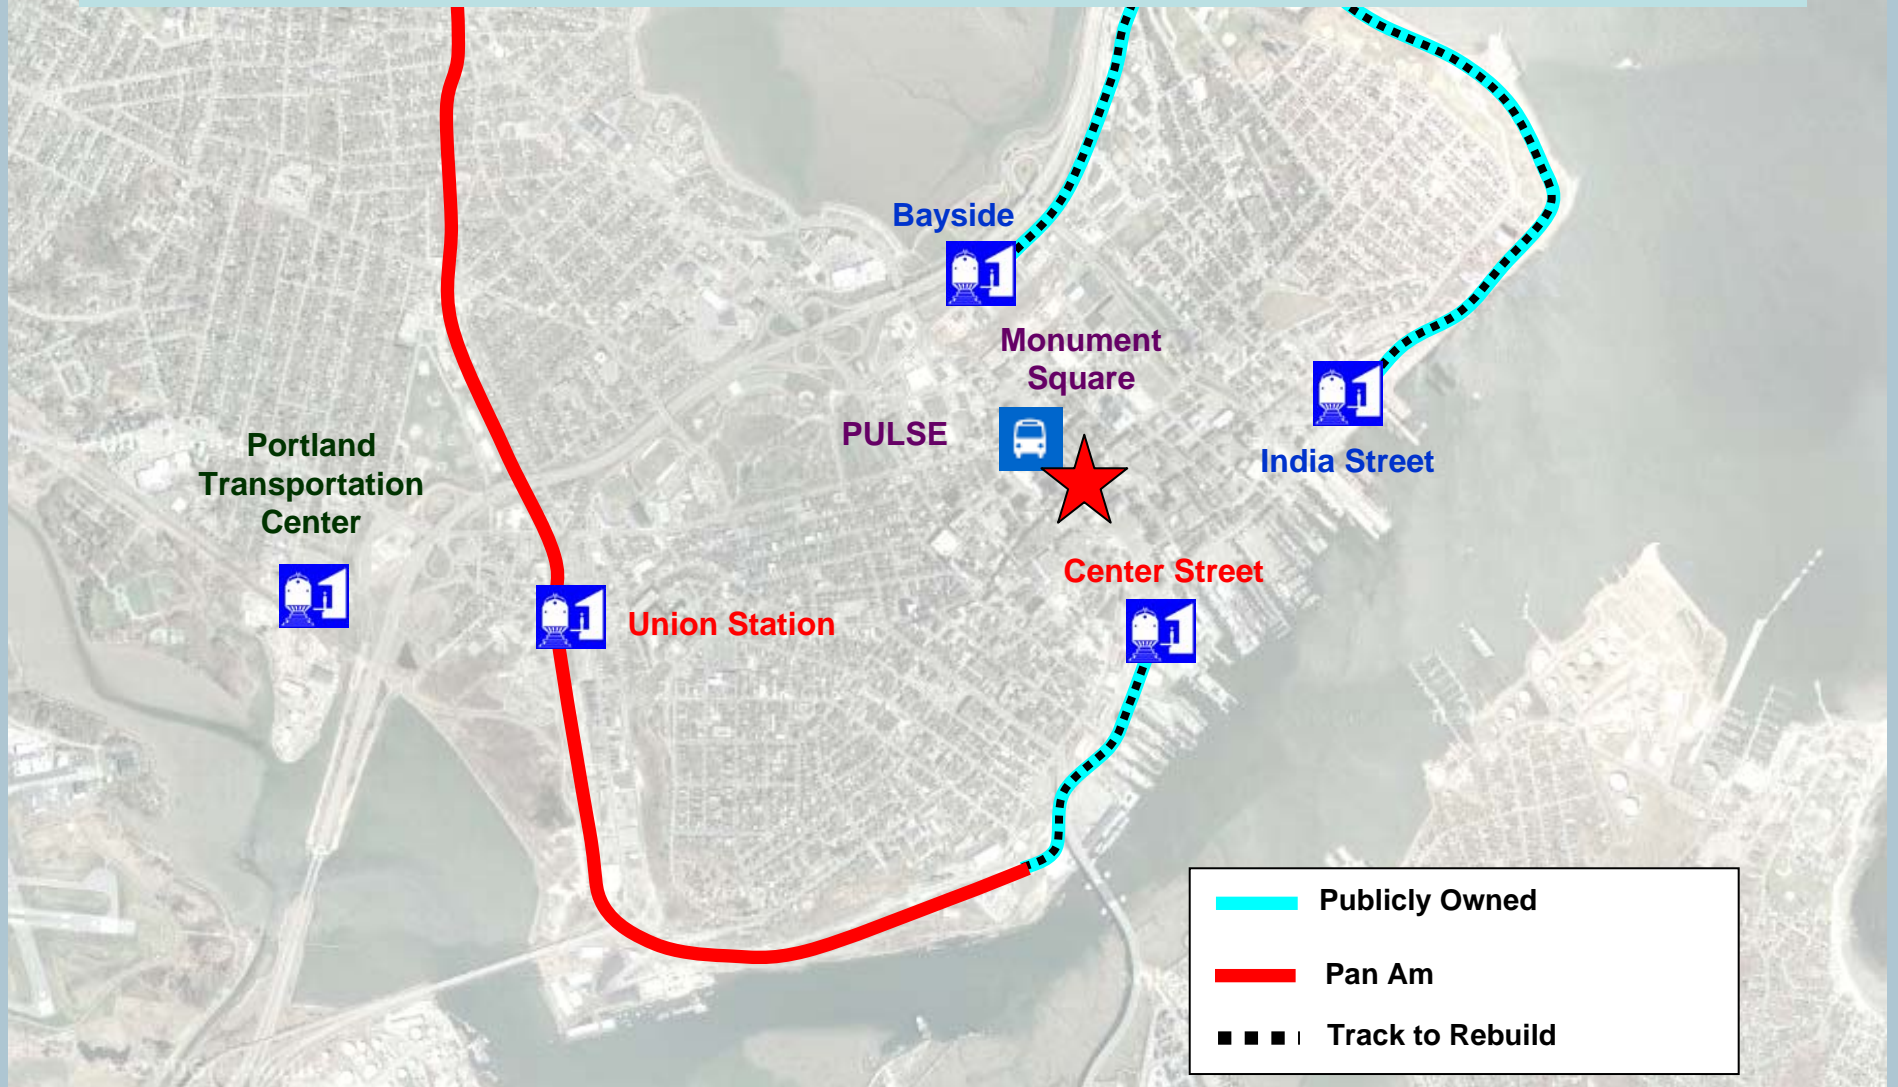 Bayside
Monument
Square
PULSE
India Street
Portland
Transportation
Center
Center Street
Union Station
Publicly Owned
Pan Am
Track to Rebuild